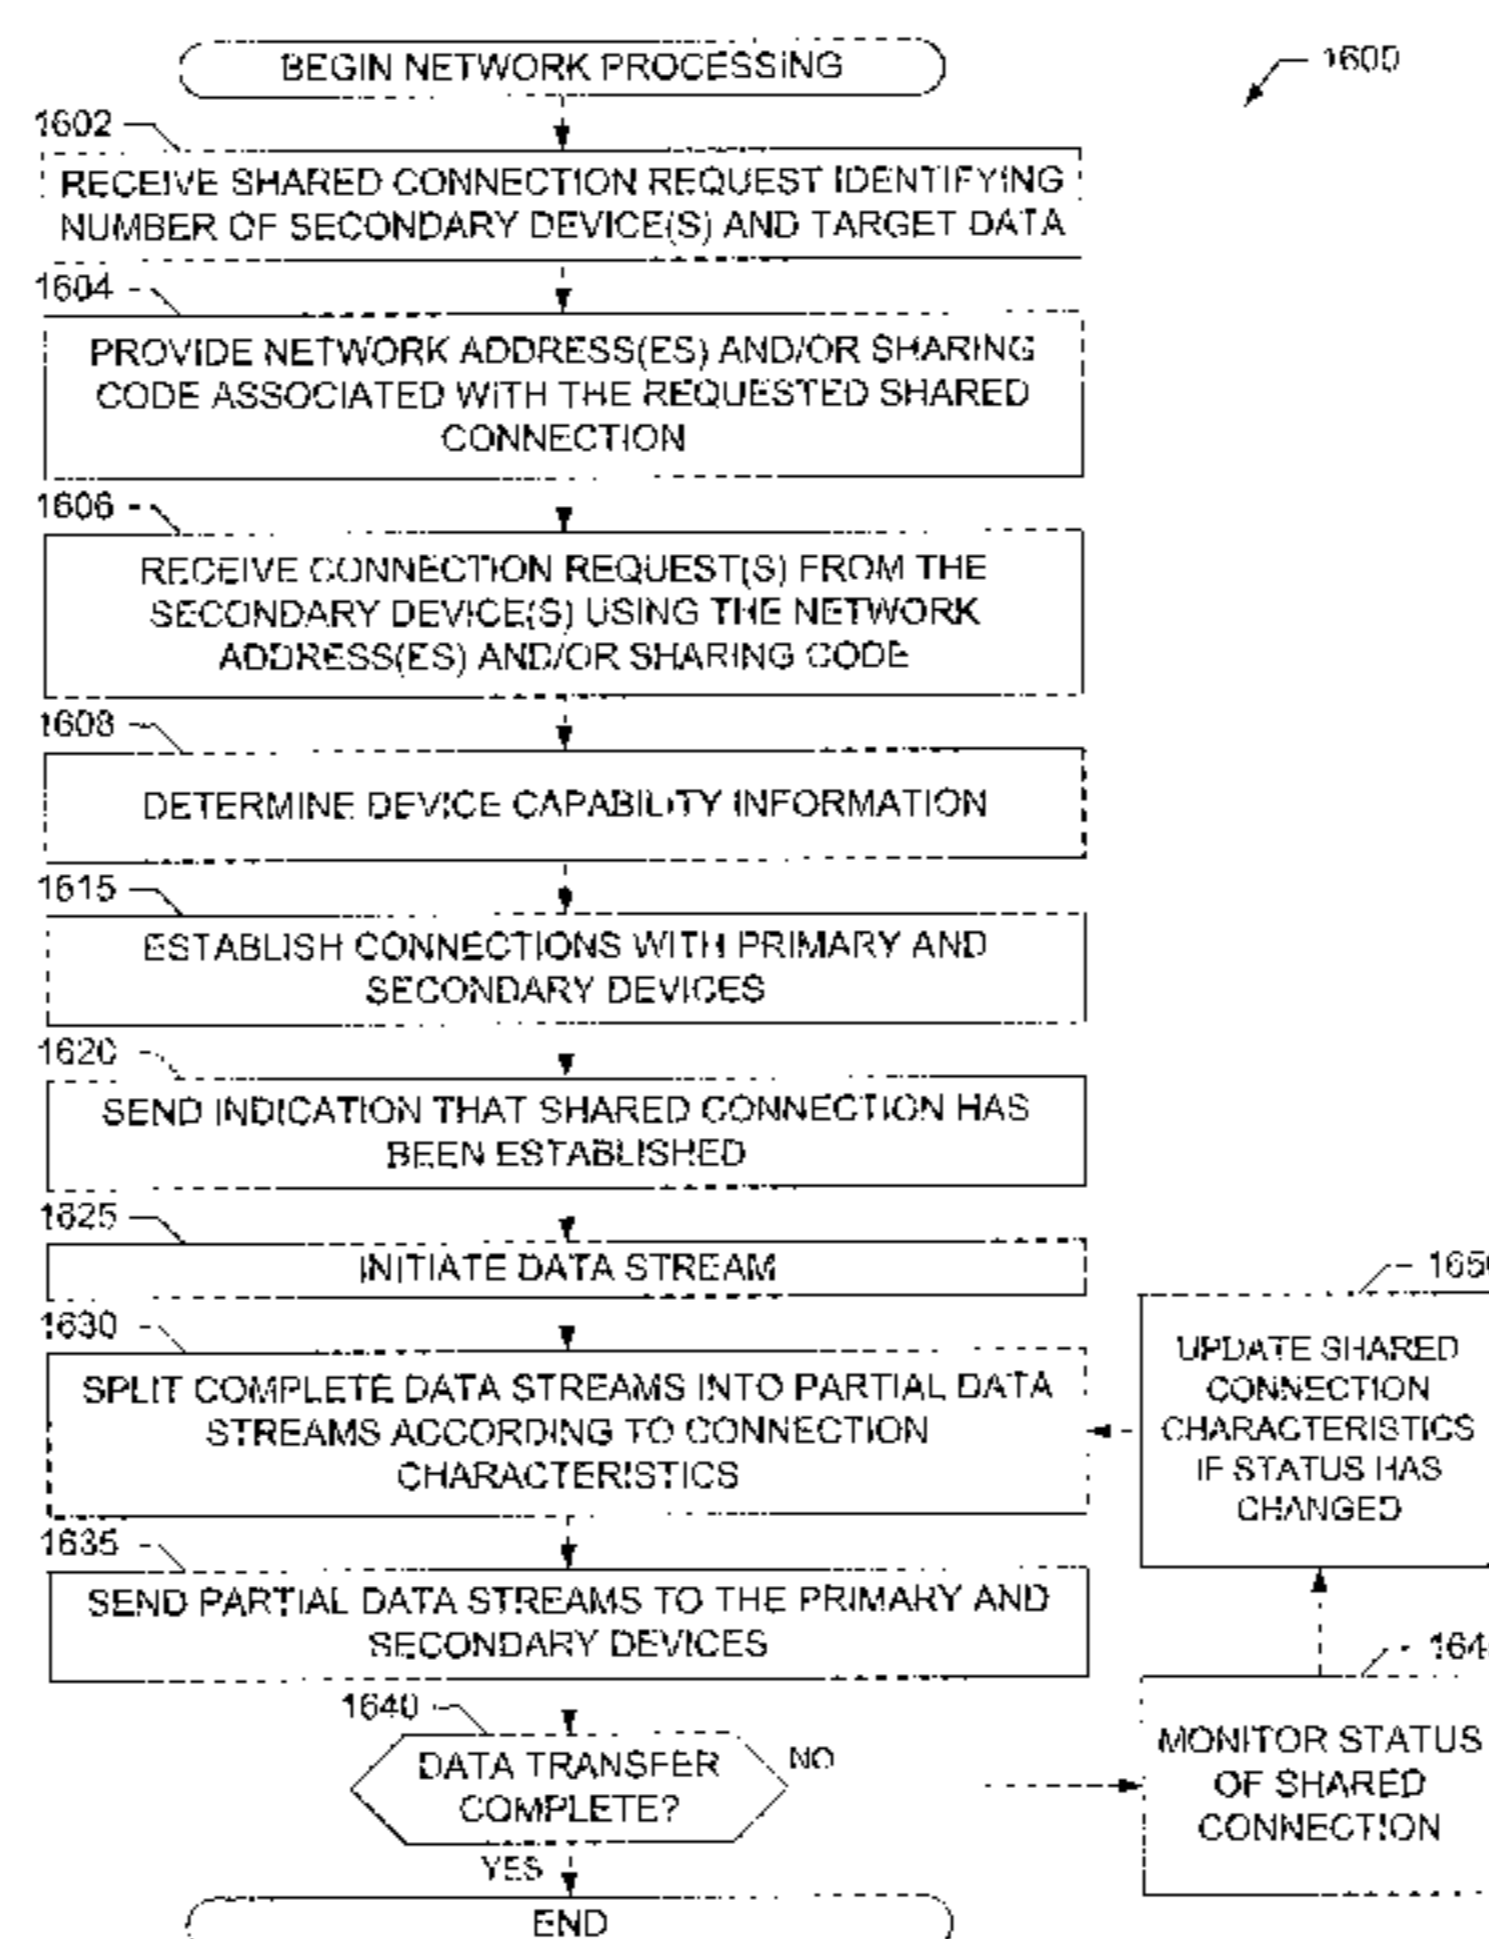 BEGIN NETWORK PROCESSING
1600
1602
RECEIVE SHARED CONNECTION REQUEST IDENTIFYING
NUMBER OF SECONDARY DEVICE(S) AND TARGET DATA
1604
PROVIDE NETWORK ADDRESS(ES) AND/OR SHARING
CODE ASSOCIATED WITH THE REQUESTED SHARED
CONNECTION
1606
RECEIVE CONNECTION REQUEST(S) FROM THE
SECONDARY DEVICE(S) USING THE NETWORK
ADDRESS(ES) AND/OR SHARING CODE
1608
DETERMINE DEVICE CAPABILITY INFORMATION
1615
ESTABLISH CONNECTIONS WITH PRIMARY AND
SECONDARY DEVICES
1620
SEND INDICATION THAT SHARED CONNECTION HAS
BEEN ESTABLISHED
1625
INITIATE DATA STREAM
1630
SPLIT COMPLETE DATA STREAMS INTO PARTIAL DATA
STREAMS ACCORDING TO CONNECTION
CHARACTERISTICS
1635
SEND PARTIAL DATA STREAMS TO THE PRIMARY AND
SECONDARY DEVICES
1640
DATA TRANSFER
COMPLETE?
NO
YES
END
1650
UPDATE SHARED
CONNECTION
CHARACTERISTICS
IF STATUS HAS
CHANGED
MONITOR STATUS
OF SHARED
CONNECTION